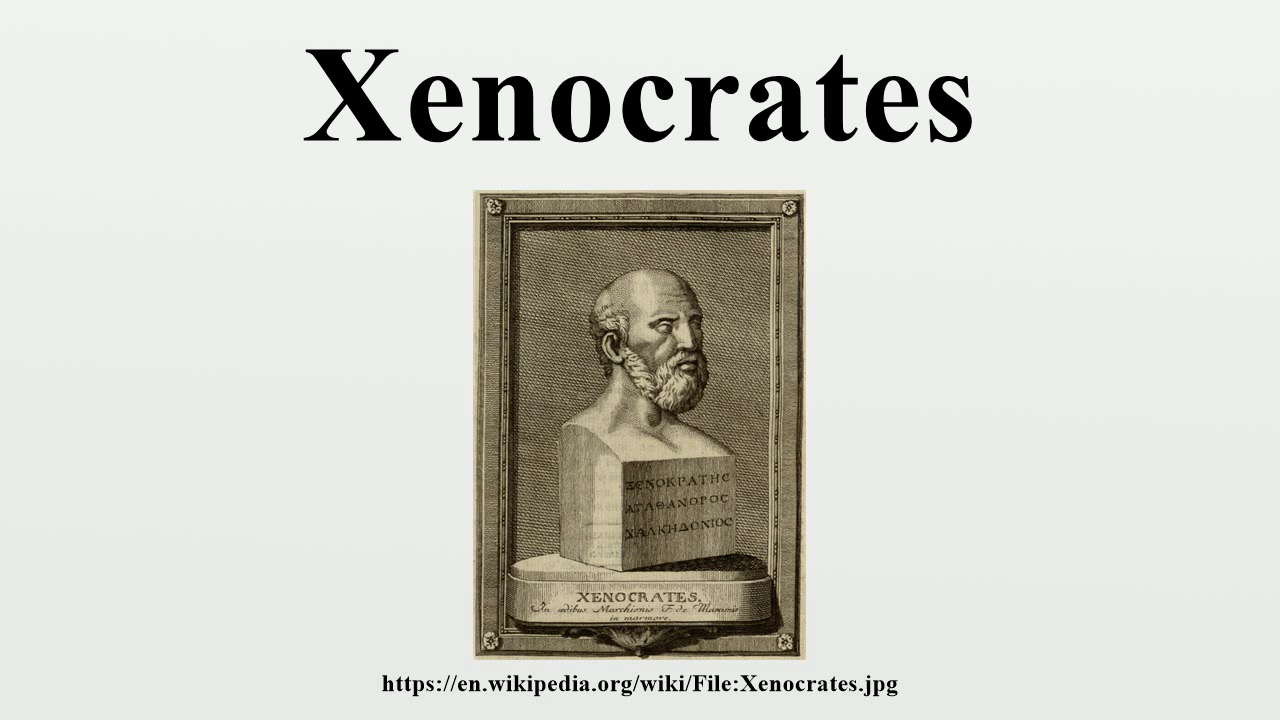 Xenocrates
ΞΕΝΟΚΡΑΤΗϹ
ΑΓΑΘΑΝΟΡΟϹ
ΧΑΛΚΗΔΟΝΙΟϹ
XENOCRATES.
In ædibus Marchionis F. de Maximis
in marmore.
https://en.wikipedia.org/wiki/File:Xenocrates.jpg